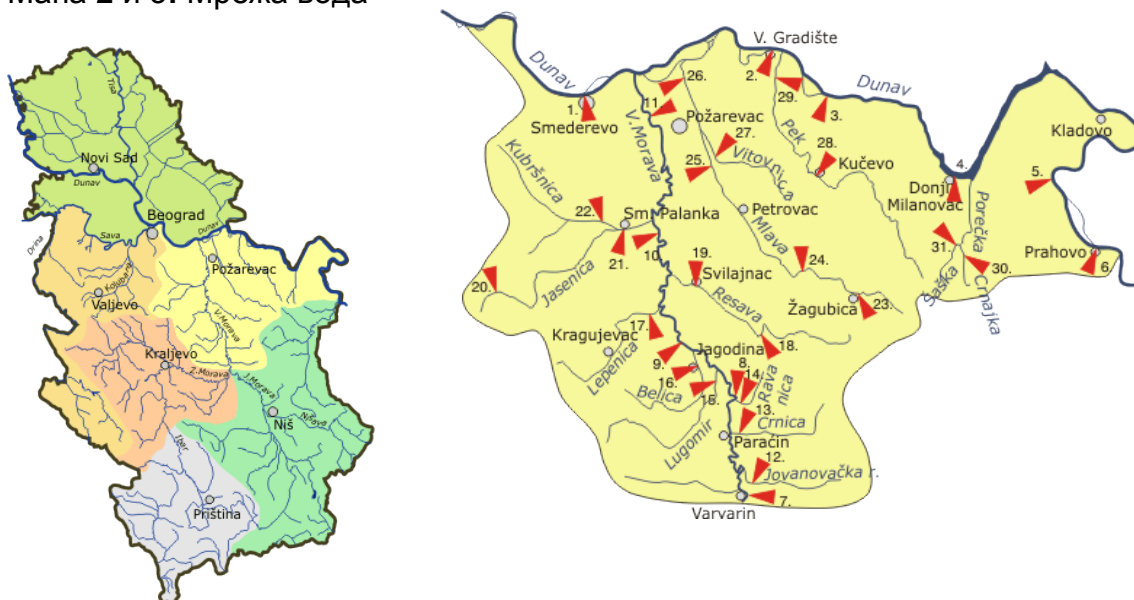 Мапа 2 и 3. Мрежа вода
Tisa
Novi Sad
Dunav
Beograd
Dunav
Sava
Drina
Kolubara
Požarevac
Valjevo
V.Morava
Kraljevo
Z.Morava
J.Morava
Niš
Nišava
Ibar
Priština
V. Gradište
Dunav
2.
26.
Dunav
29.
3.
1.
11.
Smederevo
V.Morava
Požarevac
Pek
Kladovo
27.
28.
Kučevo
Kubršnica
25.
Vitovnica
4.
5.
Donji
Milanovac
22.
Sm. Palanka
Petrovac
Porečka
Mlava
31.
21.
10.
19.
Svilajnac
24.
Prahovo
6.
30.
20.
Jasenica
Šaška
Crnajka
Resava
Žagubica
23.
17.
Kragujevac
18.
Lepenica
9.
Jagodina
8.
14.
Rava
nica
16.
Belica
15.
13.
Crnica
Lugomir
Paraćin
12.
Jovanovačka r.
7.
Varvarin